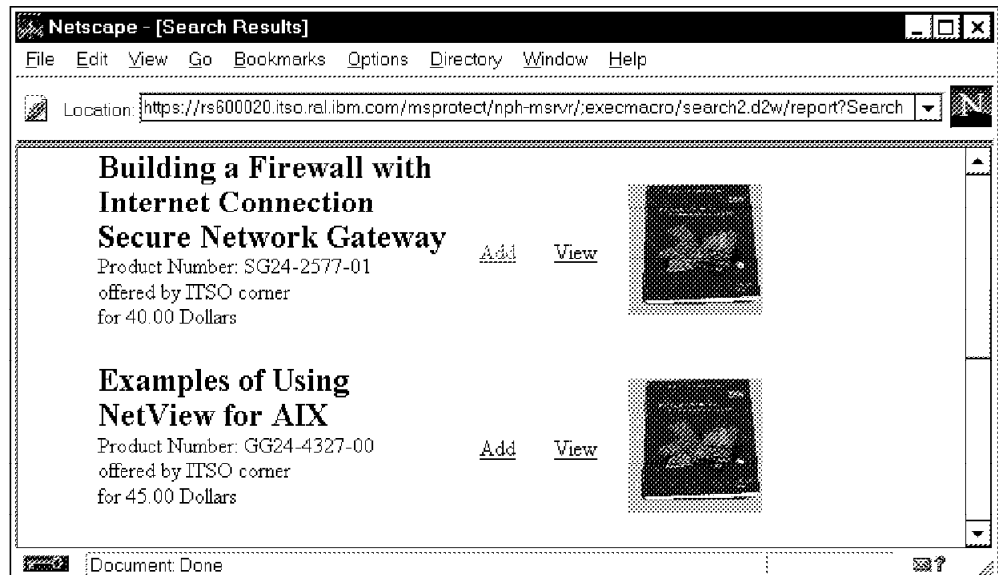 Netscape - [Search Results]
File Edit View Go Bookmarks Options Directory Window Help
Location: https://rs600020.itso.ral.ibm.com/msprotect/nph-msrvr/;execmacro/search2.d2w/report?Search
N
Building a Firewall with
Internet Connection
Secure Network Gateway
Product Number: SG24-2577-01
offered by ITSO corner
for 40.00 Dollars
Add View
Examples of Using
NetView for AIX
Product Number: GG24-4327-00
offered by ITSO corner
for 45.00 Dollars
Add View
Document: Done
?